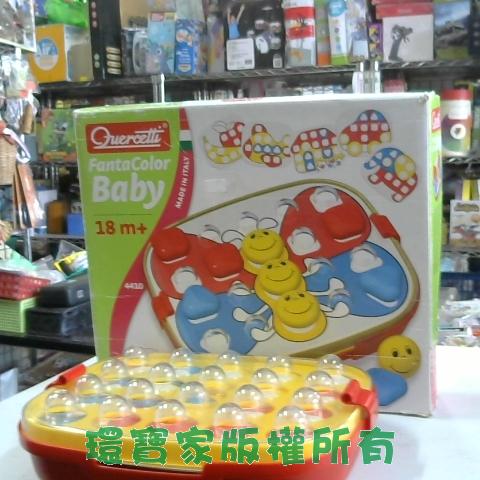 Quercetti
FantaColor
Baby
18 m+
MADE IN ITALY
4410
環寶家版權所有